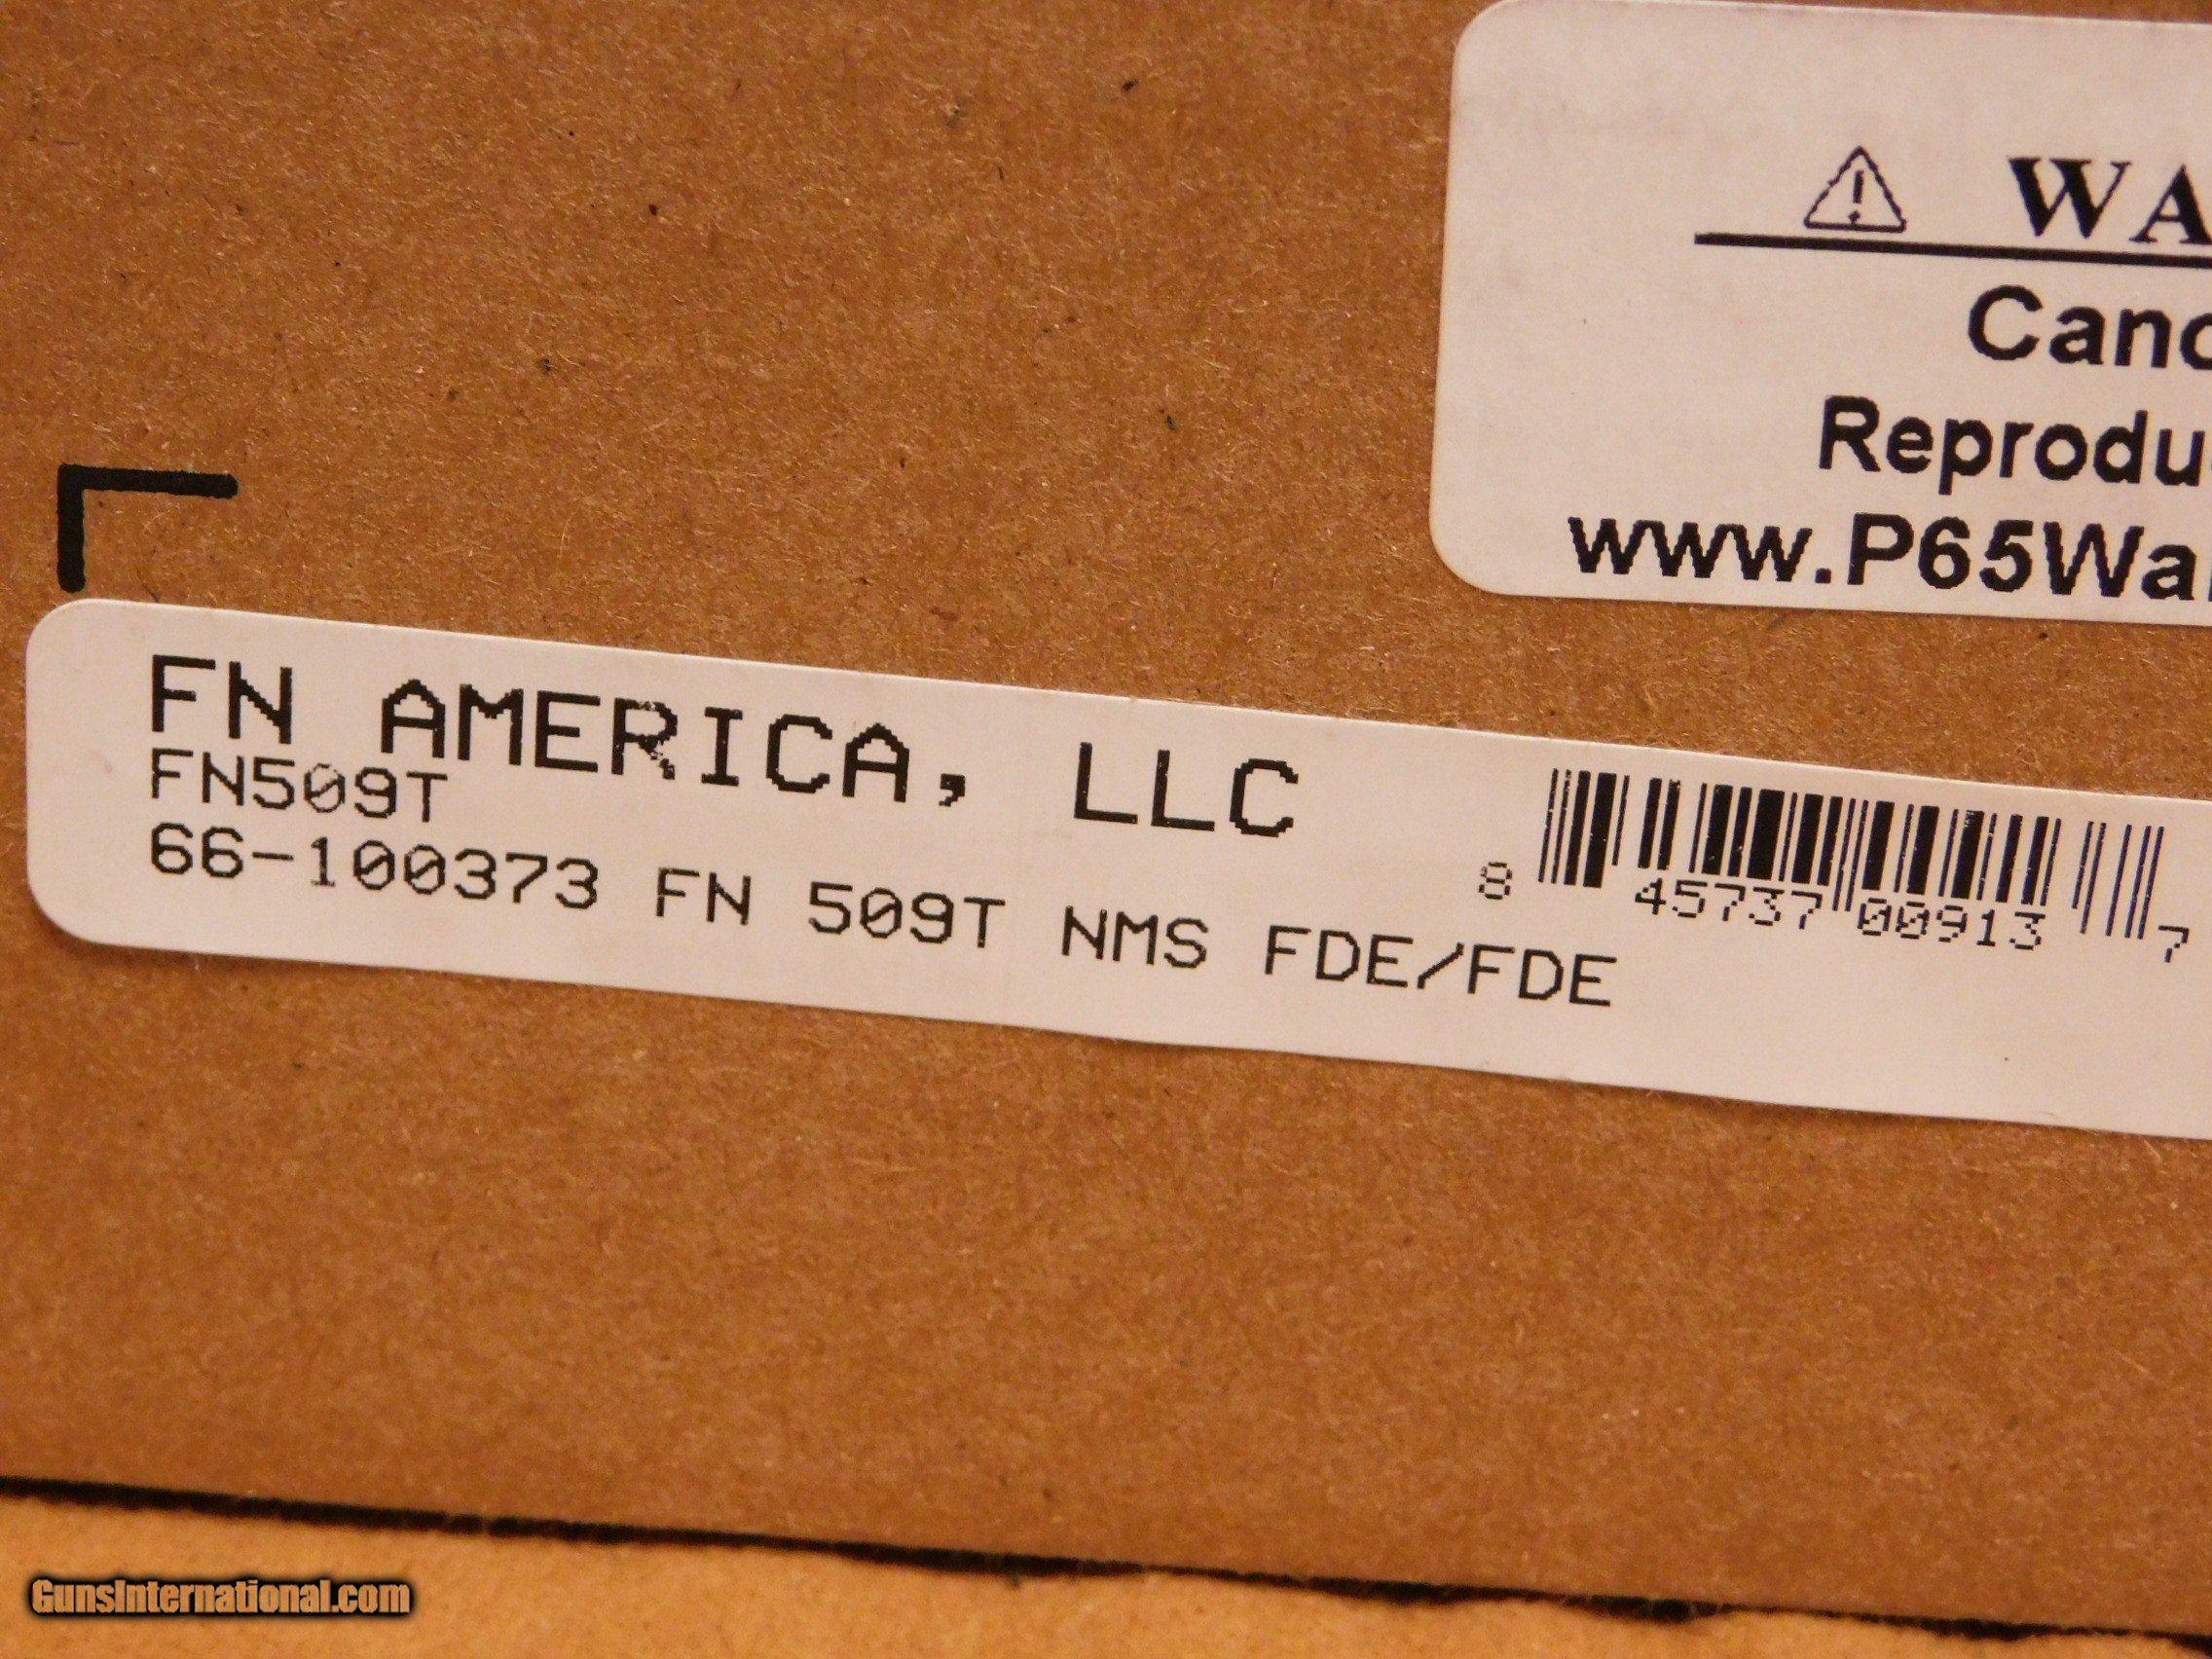 WA
Canc
Reprodu
www.P65Wa
FN AMERICA, LLC
FN509T
66-100373 FN 509T NMS FDE/FDE
8 45737 00913 7
GunsInternational.com